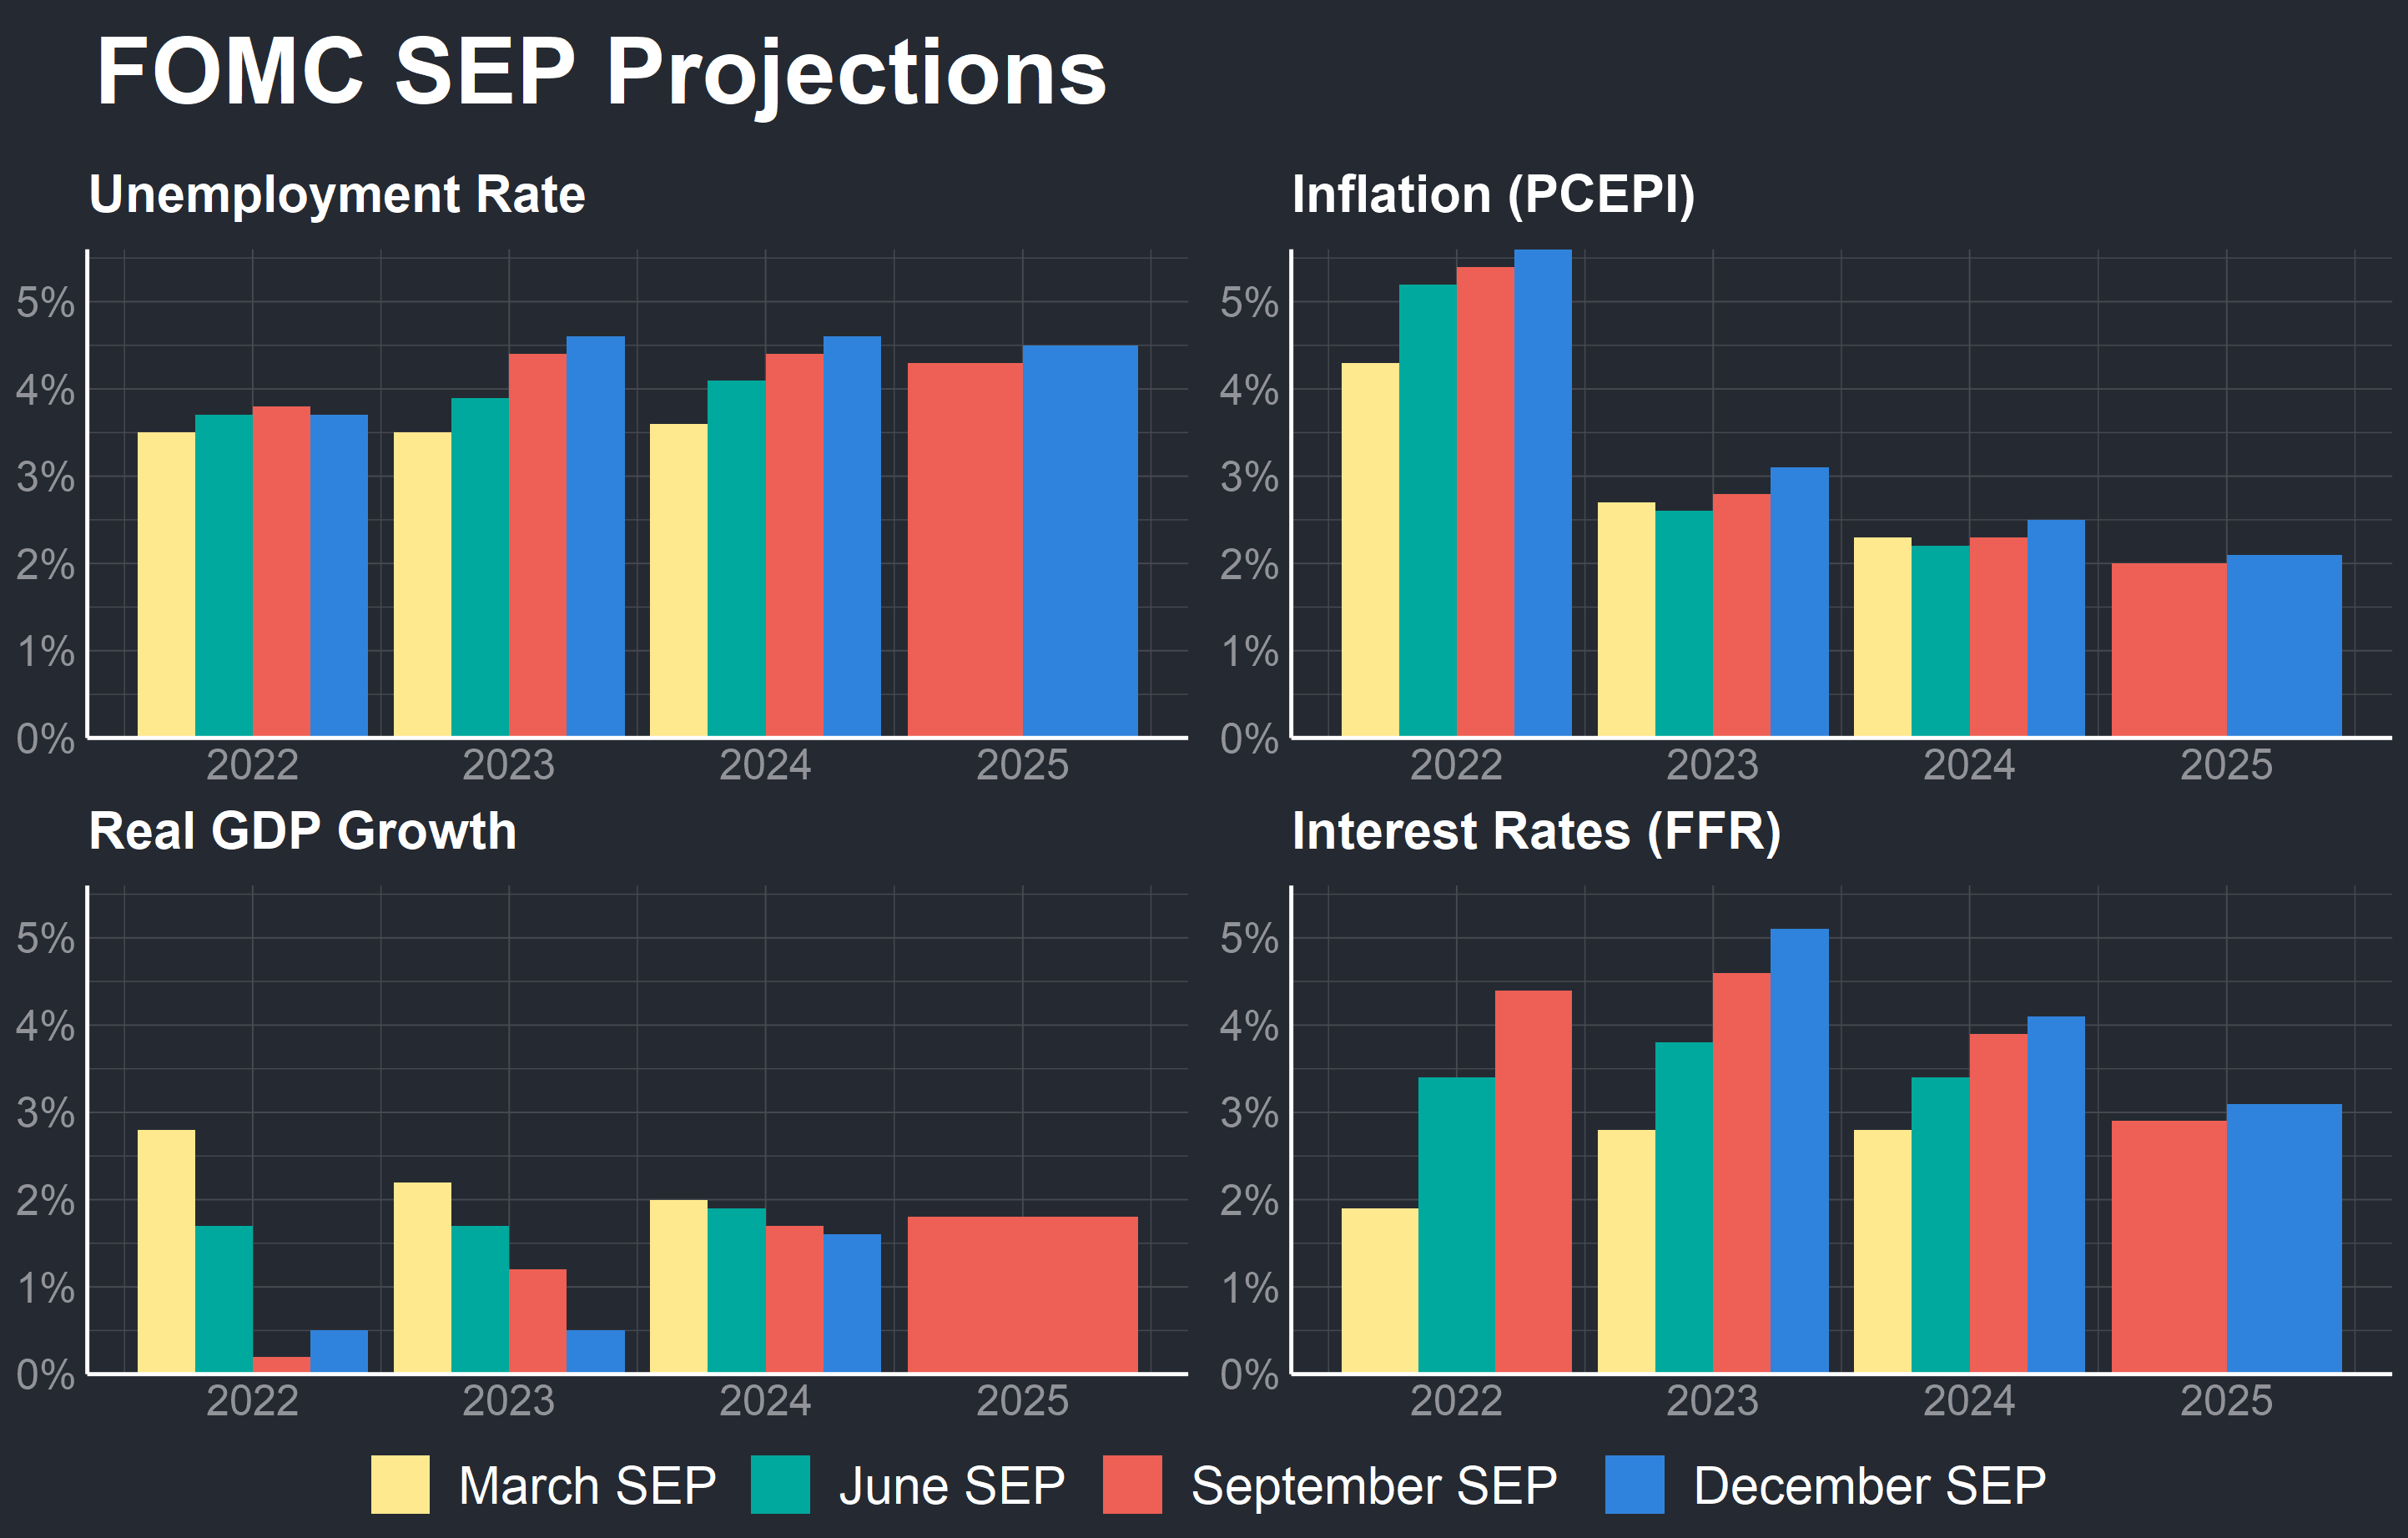 FOMC SEP Projections
Unemployment Rate
5%
4%
3%
2%
1%
0%
2022 2023 2024 2025
Inflation (PCEPI)
5%
4%
3%
2%
1%
0%
2022 2023 2024 2025
Real GDP Growth
5%
4%
3%
2%
1%
0%
2022 2023 2024 2025
Interest Rates (FFR)
5%
4%
3%
2%
1%
0%
2022 2023 2024 2025
March SEP June SEP September SEP December SEP